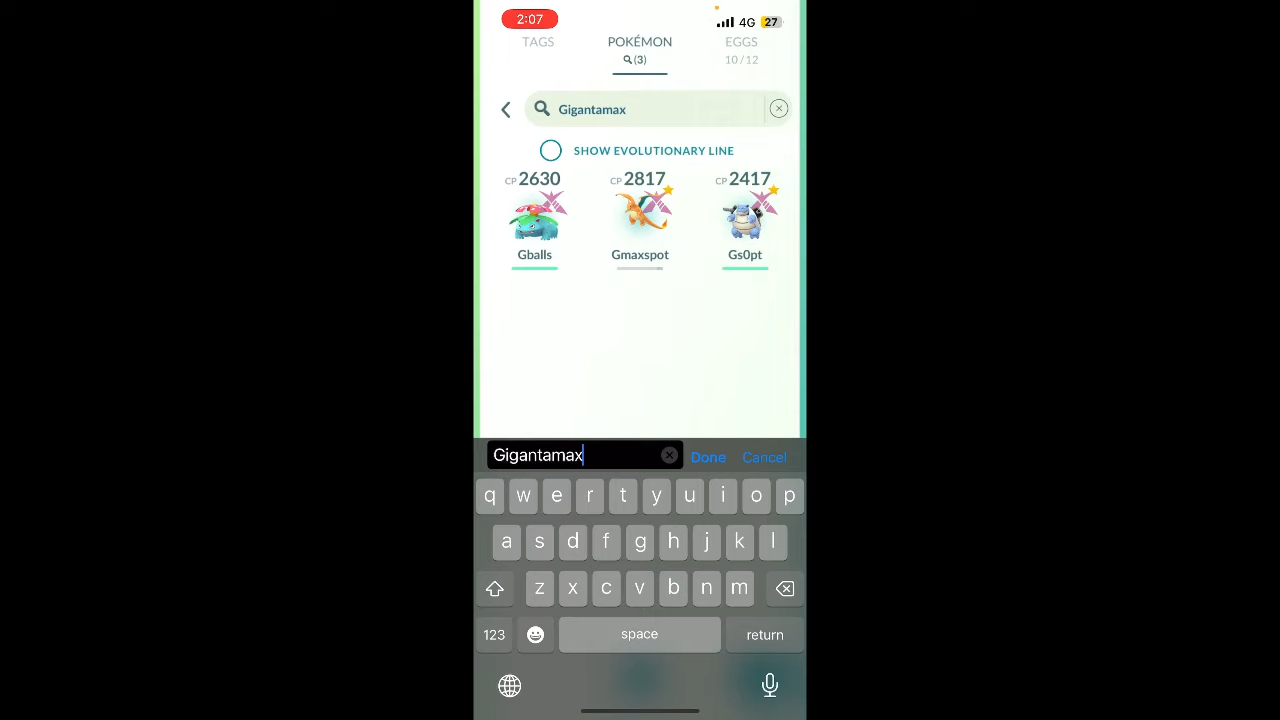 2:07
4G 27
TAGS POKÉMON EGGS
(3) 10 / 12
Gigantamax
SHOW EVOLUTIONARY LINE
CP 2630 CP 2817 CP 2417
Gballs Gmaxspot Gs0pt
Gigantamax Done Cancel
q w e r t y u i o p
a s d f g h j k l
z x c v b n m
123 space return